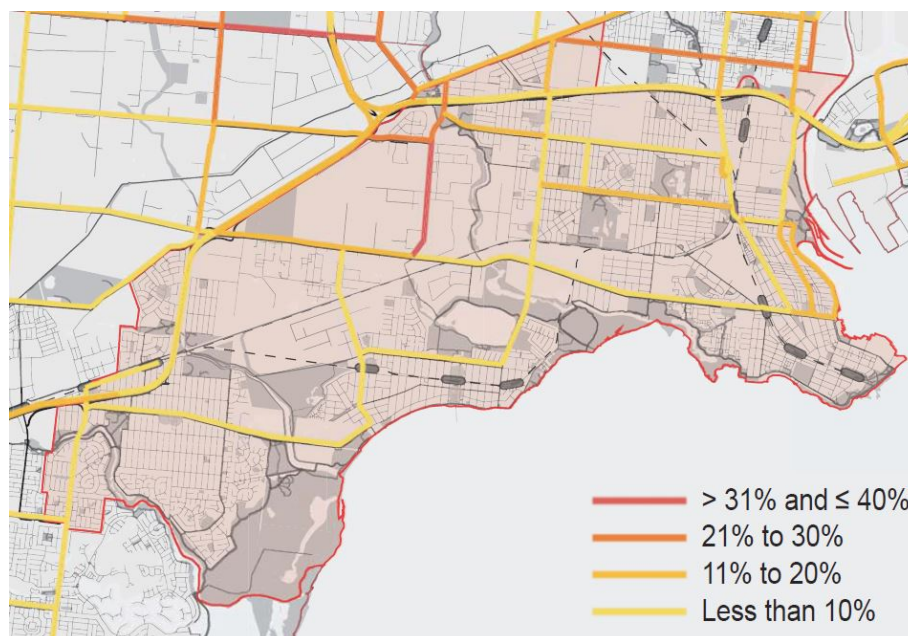 > 31% and ≤ 40%
21% to 30%
11% to 20%
Less than 10%